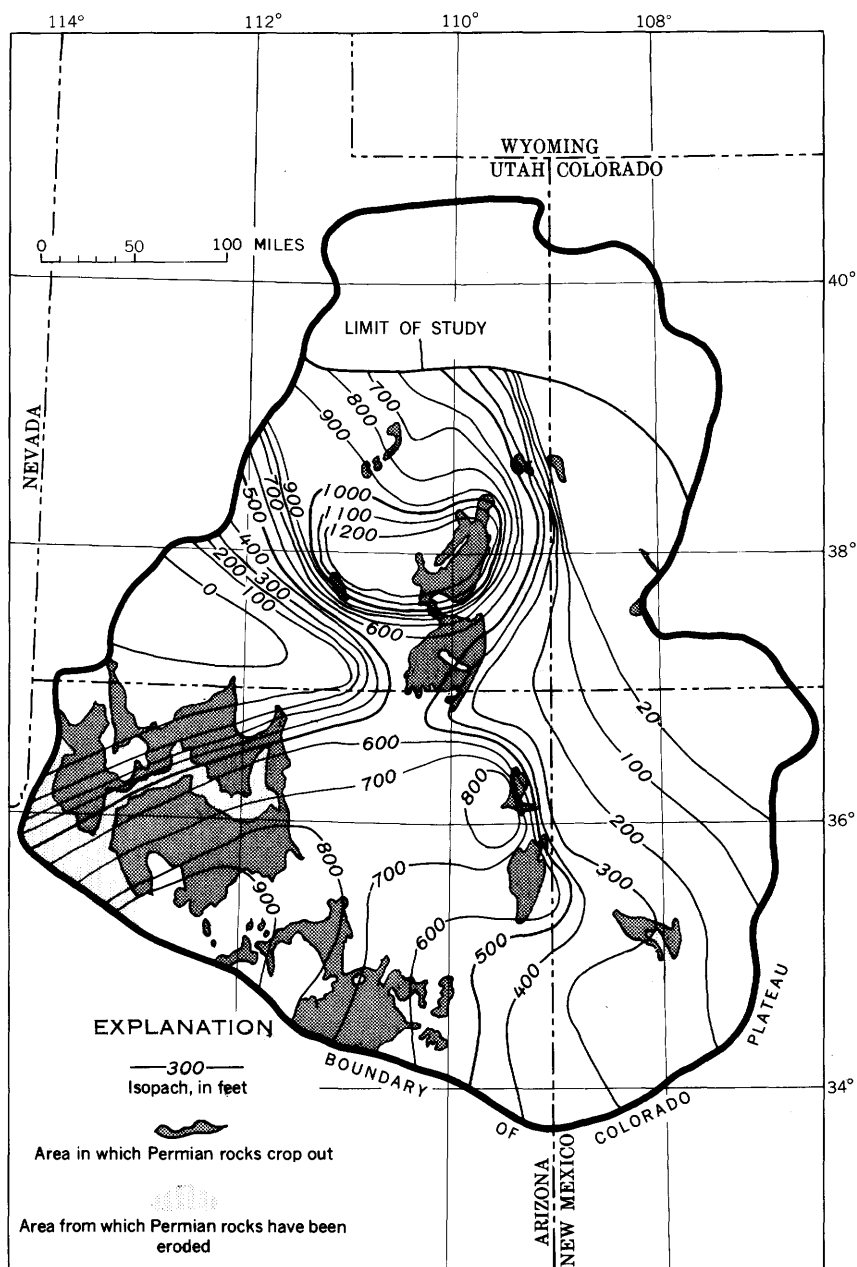 114° 112° 110° 108°
WYOMING
UTAH COLORADO
0 50 100 MILES
40°
LIMIT OF STUDY
NEVADA
700
800
900
1000
1100
1200
900
700
500
400
300
200
100
0
38°
600
20
600
700
800
100
36°
200
800
700
300
900
600
500
400
EXPLANATION
300
Isopach, in feet
BOUNDARY OF COLORADO PLATEAU
34°
Area in which Permian rocks crop out
ARIZONA
NEW MEXICO
Area from which Permian rocks have been
eroded